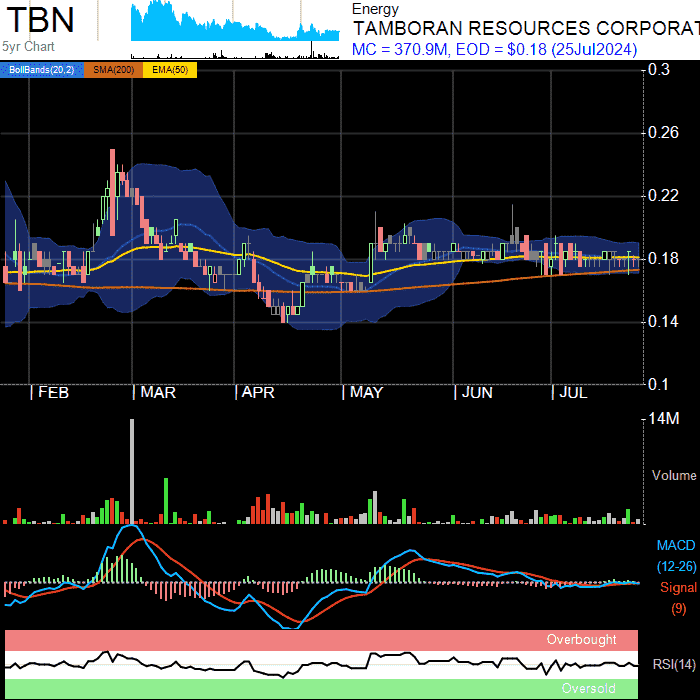 TBN
5yr Chart
Energy
TAMBORAN RESOURCES CORPORAT
MC = 370.9M, EOD = $0.18 (25Jul2024)
BollBands(20,2) SMA(200) EMA(50)
0.3
0.26
0.22
0.18
0.14
0.1
| FEB | MAR | APR | MAY | JUN | JUL
14M
Volume
MACD
(12-26)
Signal
(9)
Overbought
RSI(14)
Oversold